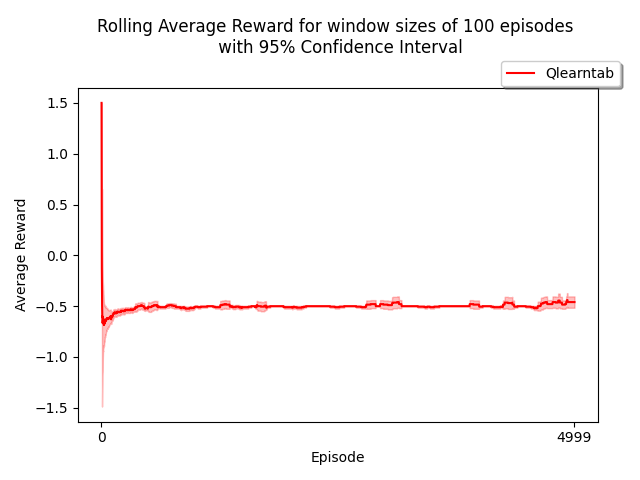 Rolling Average Reward for window sizes of 100 episodes
with 95% Confidence Interval
Qlearntab
1.5
1.0
0.5
0.0
−0.5
−1.0
−1.5
Average Reward
0
4999
Episode